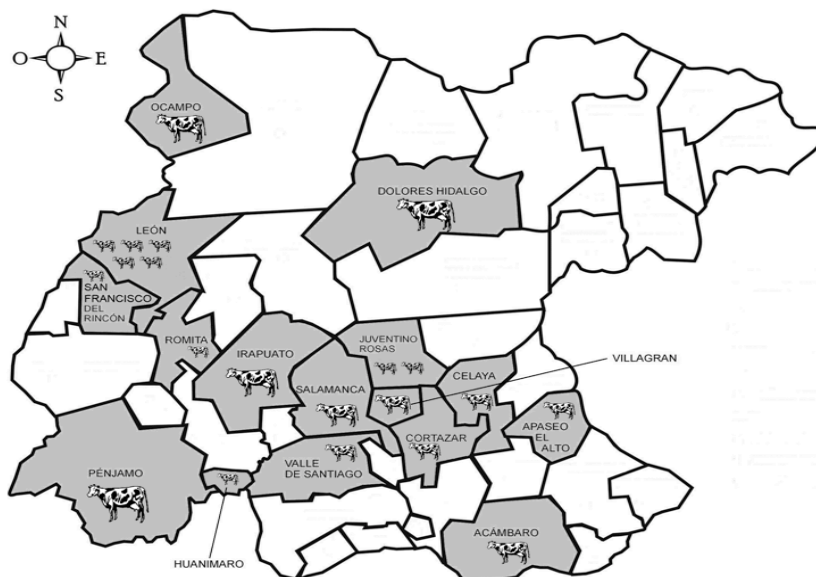 N
O E
S
OCAMPO
DOLORES HIDALGO
LEÓN
SAN
FRANCISCO
DEL
RINCÓN
ROMITA
IRAPUATO
JUVENTINO
ROSAS
VILLAGRAN
CELAYA
SALAMANCA
APASEO
EL
ALTO
CORTAZAR
VALLE
DE SANTIAGO
PÉNJAMO
ACÁMBARO
HUANIMARO